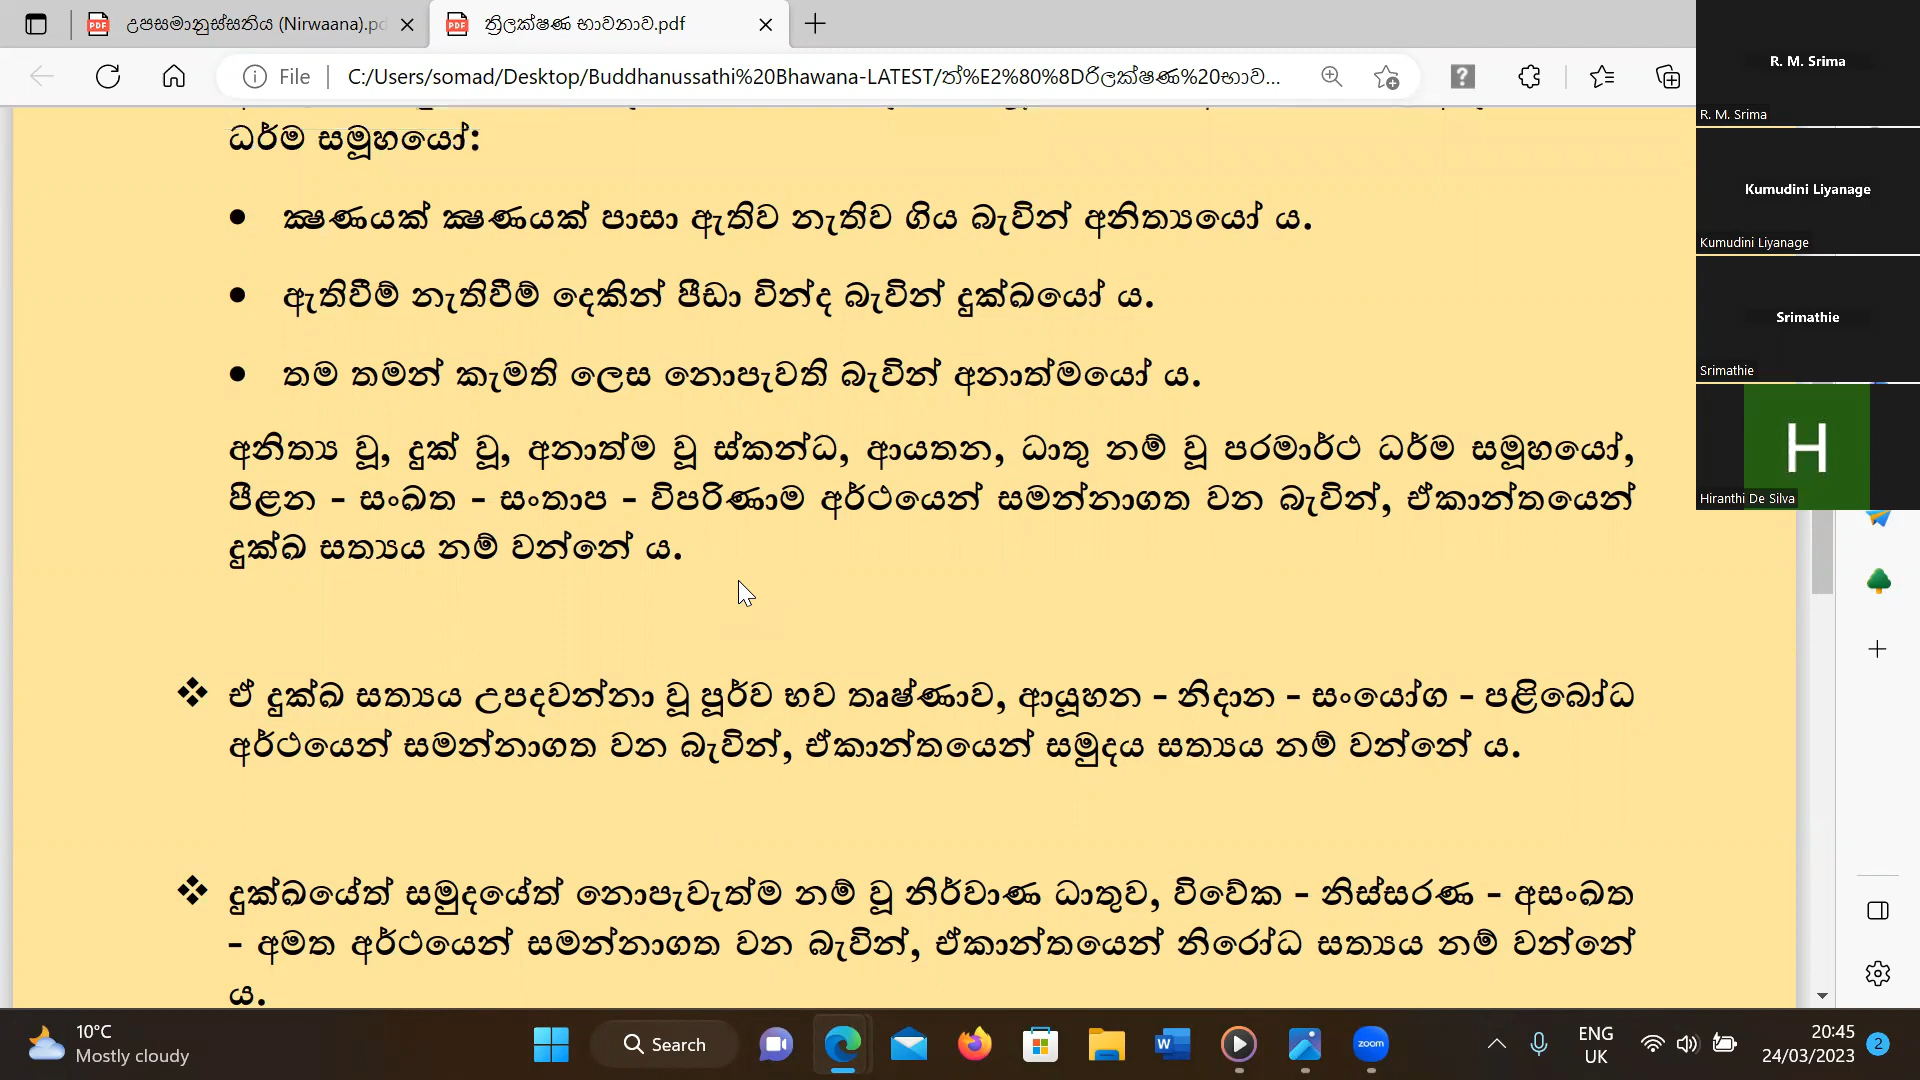 උපසමානුස්සතිය (Nirwaana).pd
ත්‍රිලක්ෂණ භාවනාව.pdf
File
C:/Users/somad/Desktop/Buddhanussathi%20Bhawana-LATEST/ත්%E2%80%8Dරිලක්ෂණ%20භාව...
ධර්ම සමූහයෝ:
• ක්‍ෂණයක් ක්‍ෂණයක් පාසා ඇතිව නැතිව ගිය බැවින් අනිත්‍යයෝ ය.
• ඇතිවීම් නැතිවීම් දෙකින් පීඩා වින්ද බැවින් දුක්ඛයෝ ය.
• තම තමන් කැමති ලෙස නොපැවති බැවින් අනාත්මයෝ ය.
අනිත්‍ය වූ, දුක් වූ, අනාත්ම වූ ස්කන්ධ, ආයතන, ධාතු නම් වූ පරමාර්ථ ධර්ම සමූහයෝ,
පීළන - සංඛත - සංතාප - විපරිණාම අර්ථයෙන් සමන්නාගත වන බැවින්, ඒකාන්තයෙන්
දුක්ඛ සත්‍යය නම් වන්නේ ය.
❖ ඒ දුක්ඛ සත්‍යය උපදවන්නා වූ පූර්ව භව තෘෂ්ණාව, ආයූහන - නිදාන - සංයෝග - පළිබෝධ
අර්ථයෙන් සමන්නාගත වන බැවින්, ඒකාන්තයෙන් සමුදය සත්‍යය නම් වන්නේ ය.
❖ දුක්ඛයේත් සමුදයේත් නොපැවැත්ම නම් වූ නිර්වාණ ධාතුව, විවේක - නිස්සරණ - අසංඛත
- අමත අර්ථයෙන් සමන්නාගත වන බැවින්, ඒකාන්තයෙන් නිරෝධ සත්‍යය නම් වන්නේ
ය.
R. M. Srima
R. M. Srima
Kumudini Liyanage
Kumudini Liyanage
Srimathie
Srimathie
H
Hiranthi De Silva
10°C
Mostly cloudy
Search
W
zoom
ENG
UK
20:45
24/03/2023
2